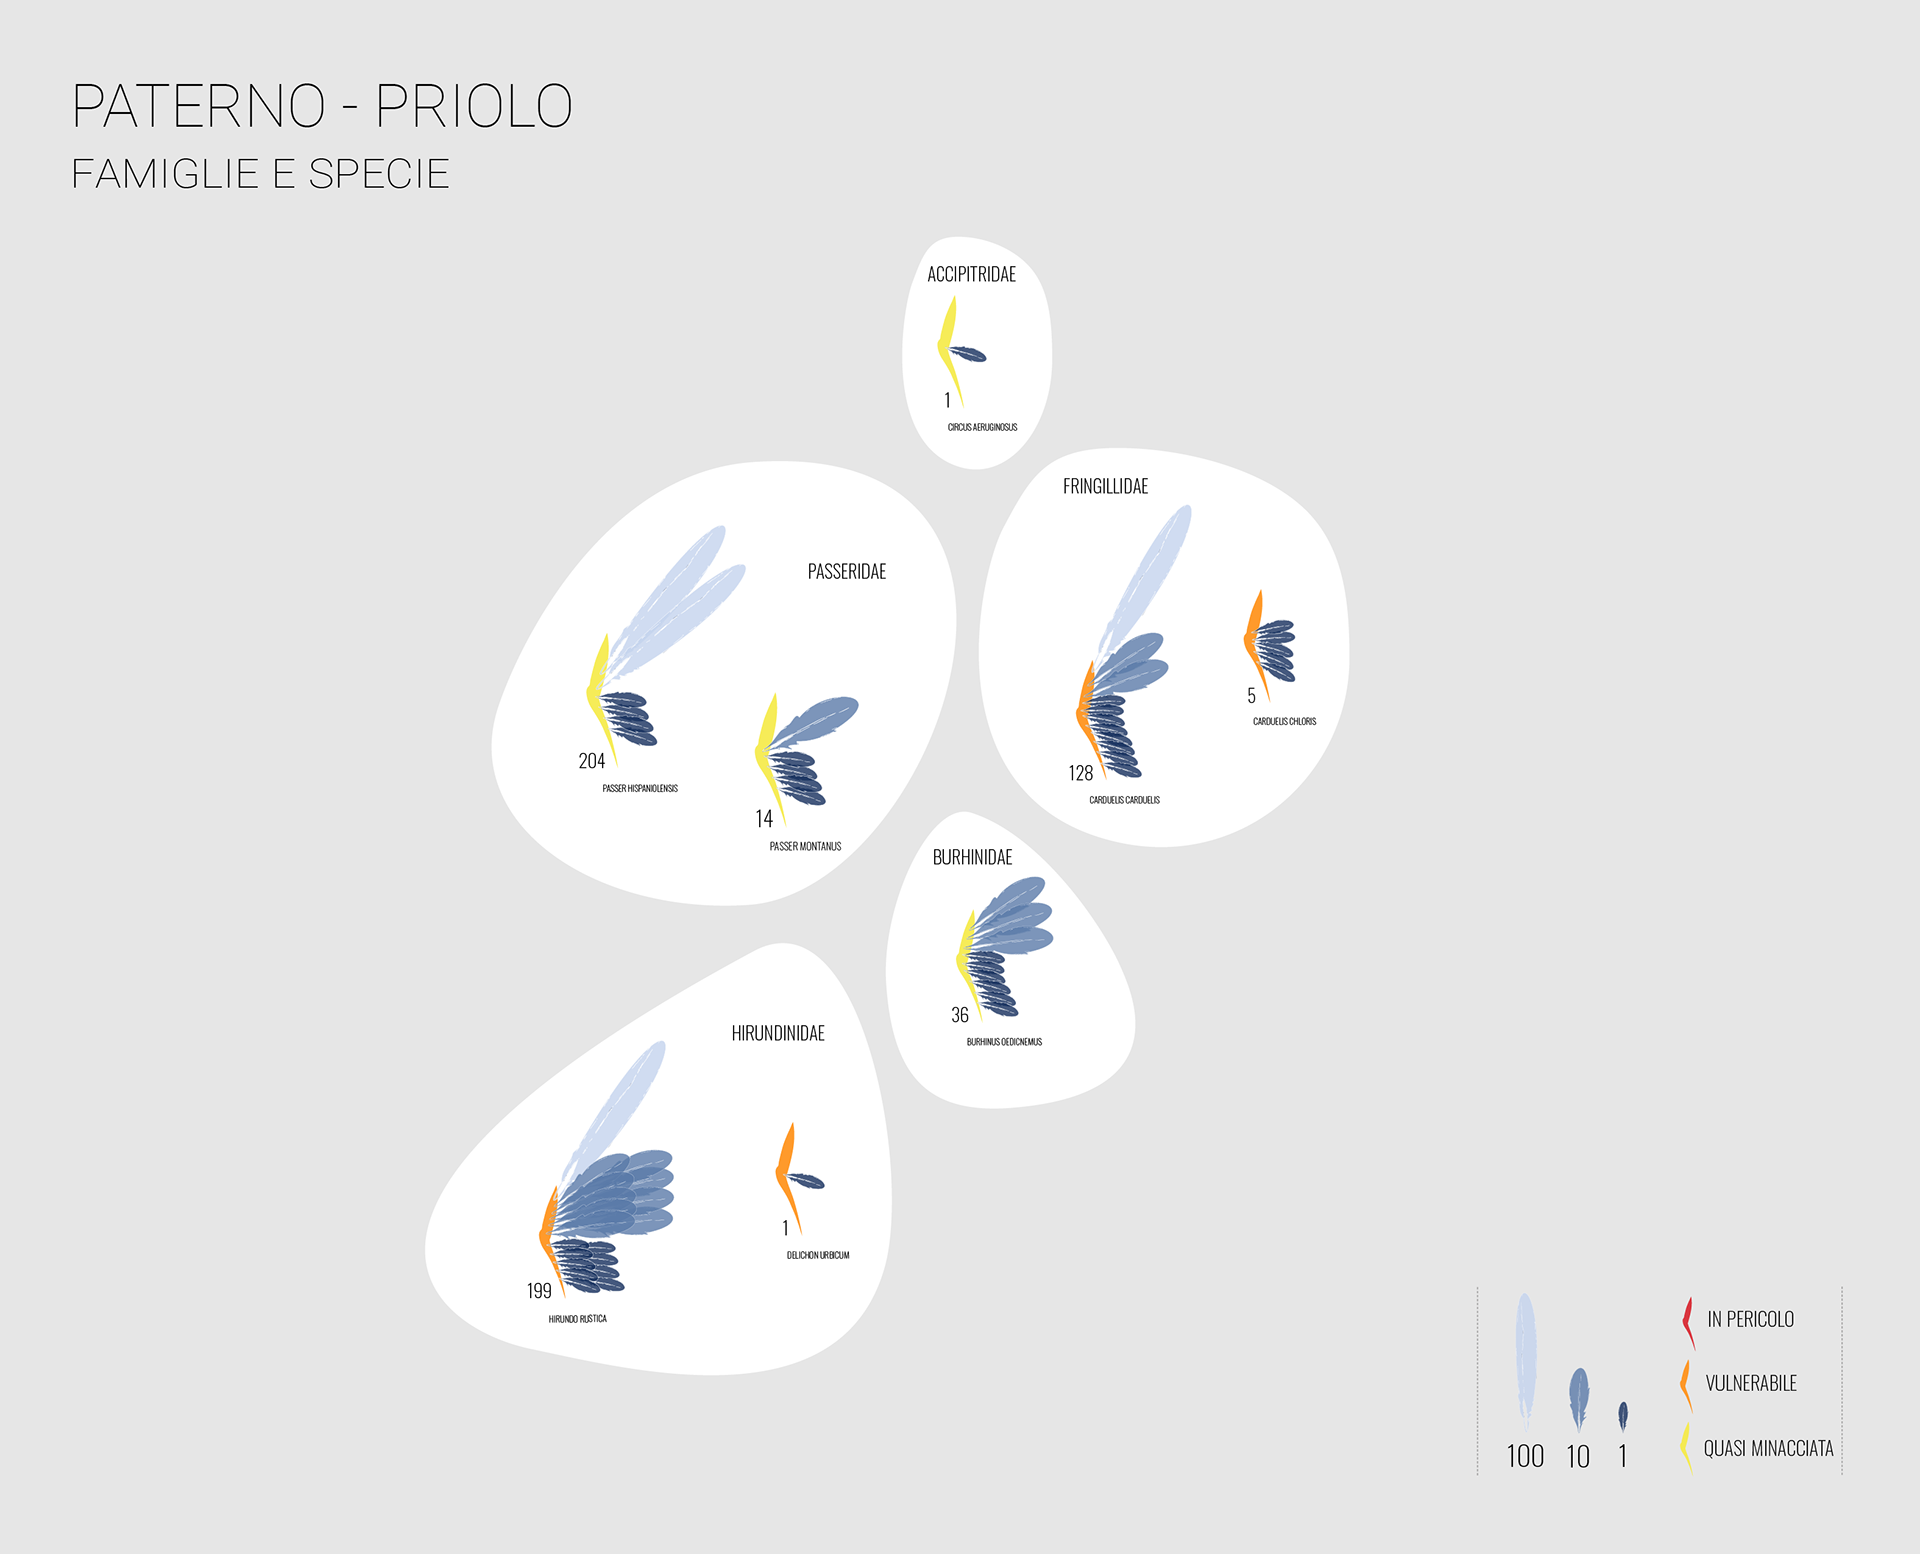 PATERNO - PRIOLO
FAMIGLIE E SPECIE
ACCIPITRIDAE
1
CIRCUS AERUGINOSUS
PASSERIDAE
204
PASSER HISPANIOLENSIS
14
PASSER MONTANUS
FRINGILLIDAE
5
CARDUELIS CHLORIS
128
CARDUELIS CARDUELIS
BURHINIDAE
36
BURHINUS OEDICNEMUS
HIRUNDINIDAE
1
DELICHON URBICUM
199
HIRUNDO RUSTICA
100 10 1
IN PERICOLO
VULNERABILE
QUASI MINACCIATA